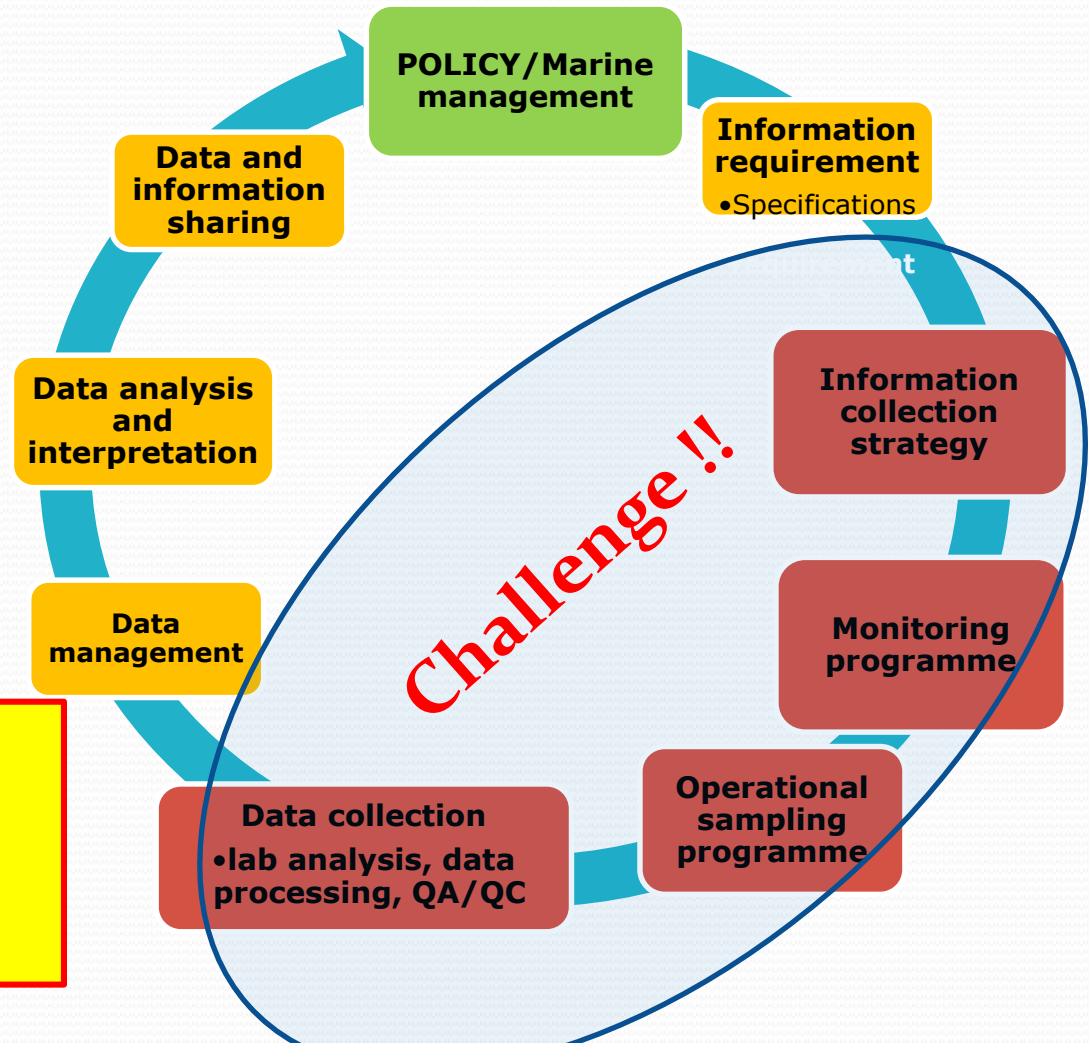 POLICY/Marine
management
Information
requirement
•Specifications
Information
collection
strategy
Monitoring
programme
Operational
sampling
programme
Data collection
•lab analysis, data
processing, QA/QC
Data
management
Data analysis
and
interpretation
Data and
information
sharing
Challenge !!